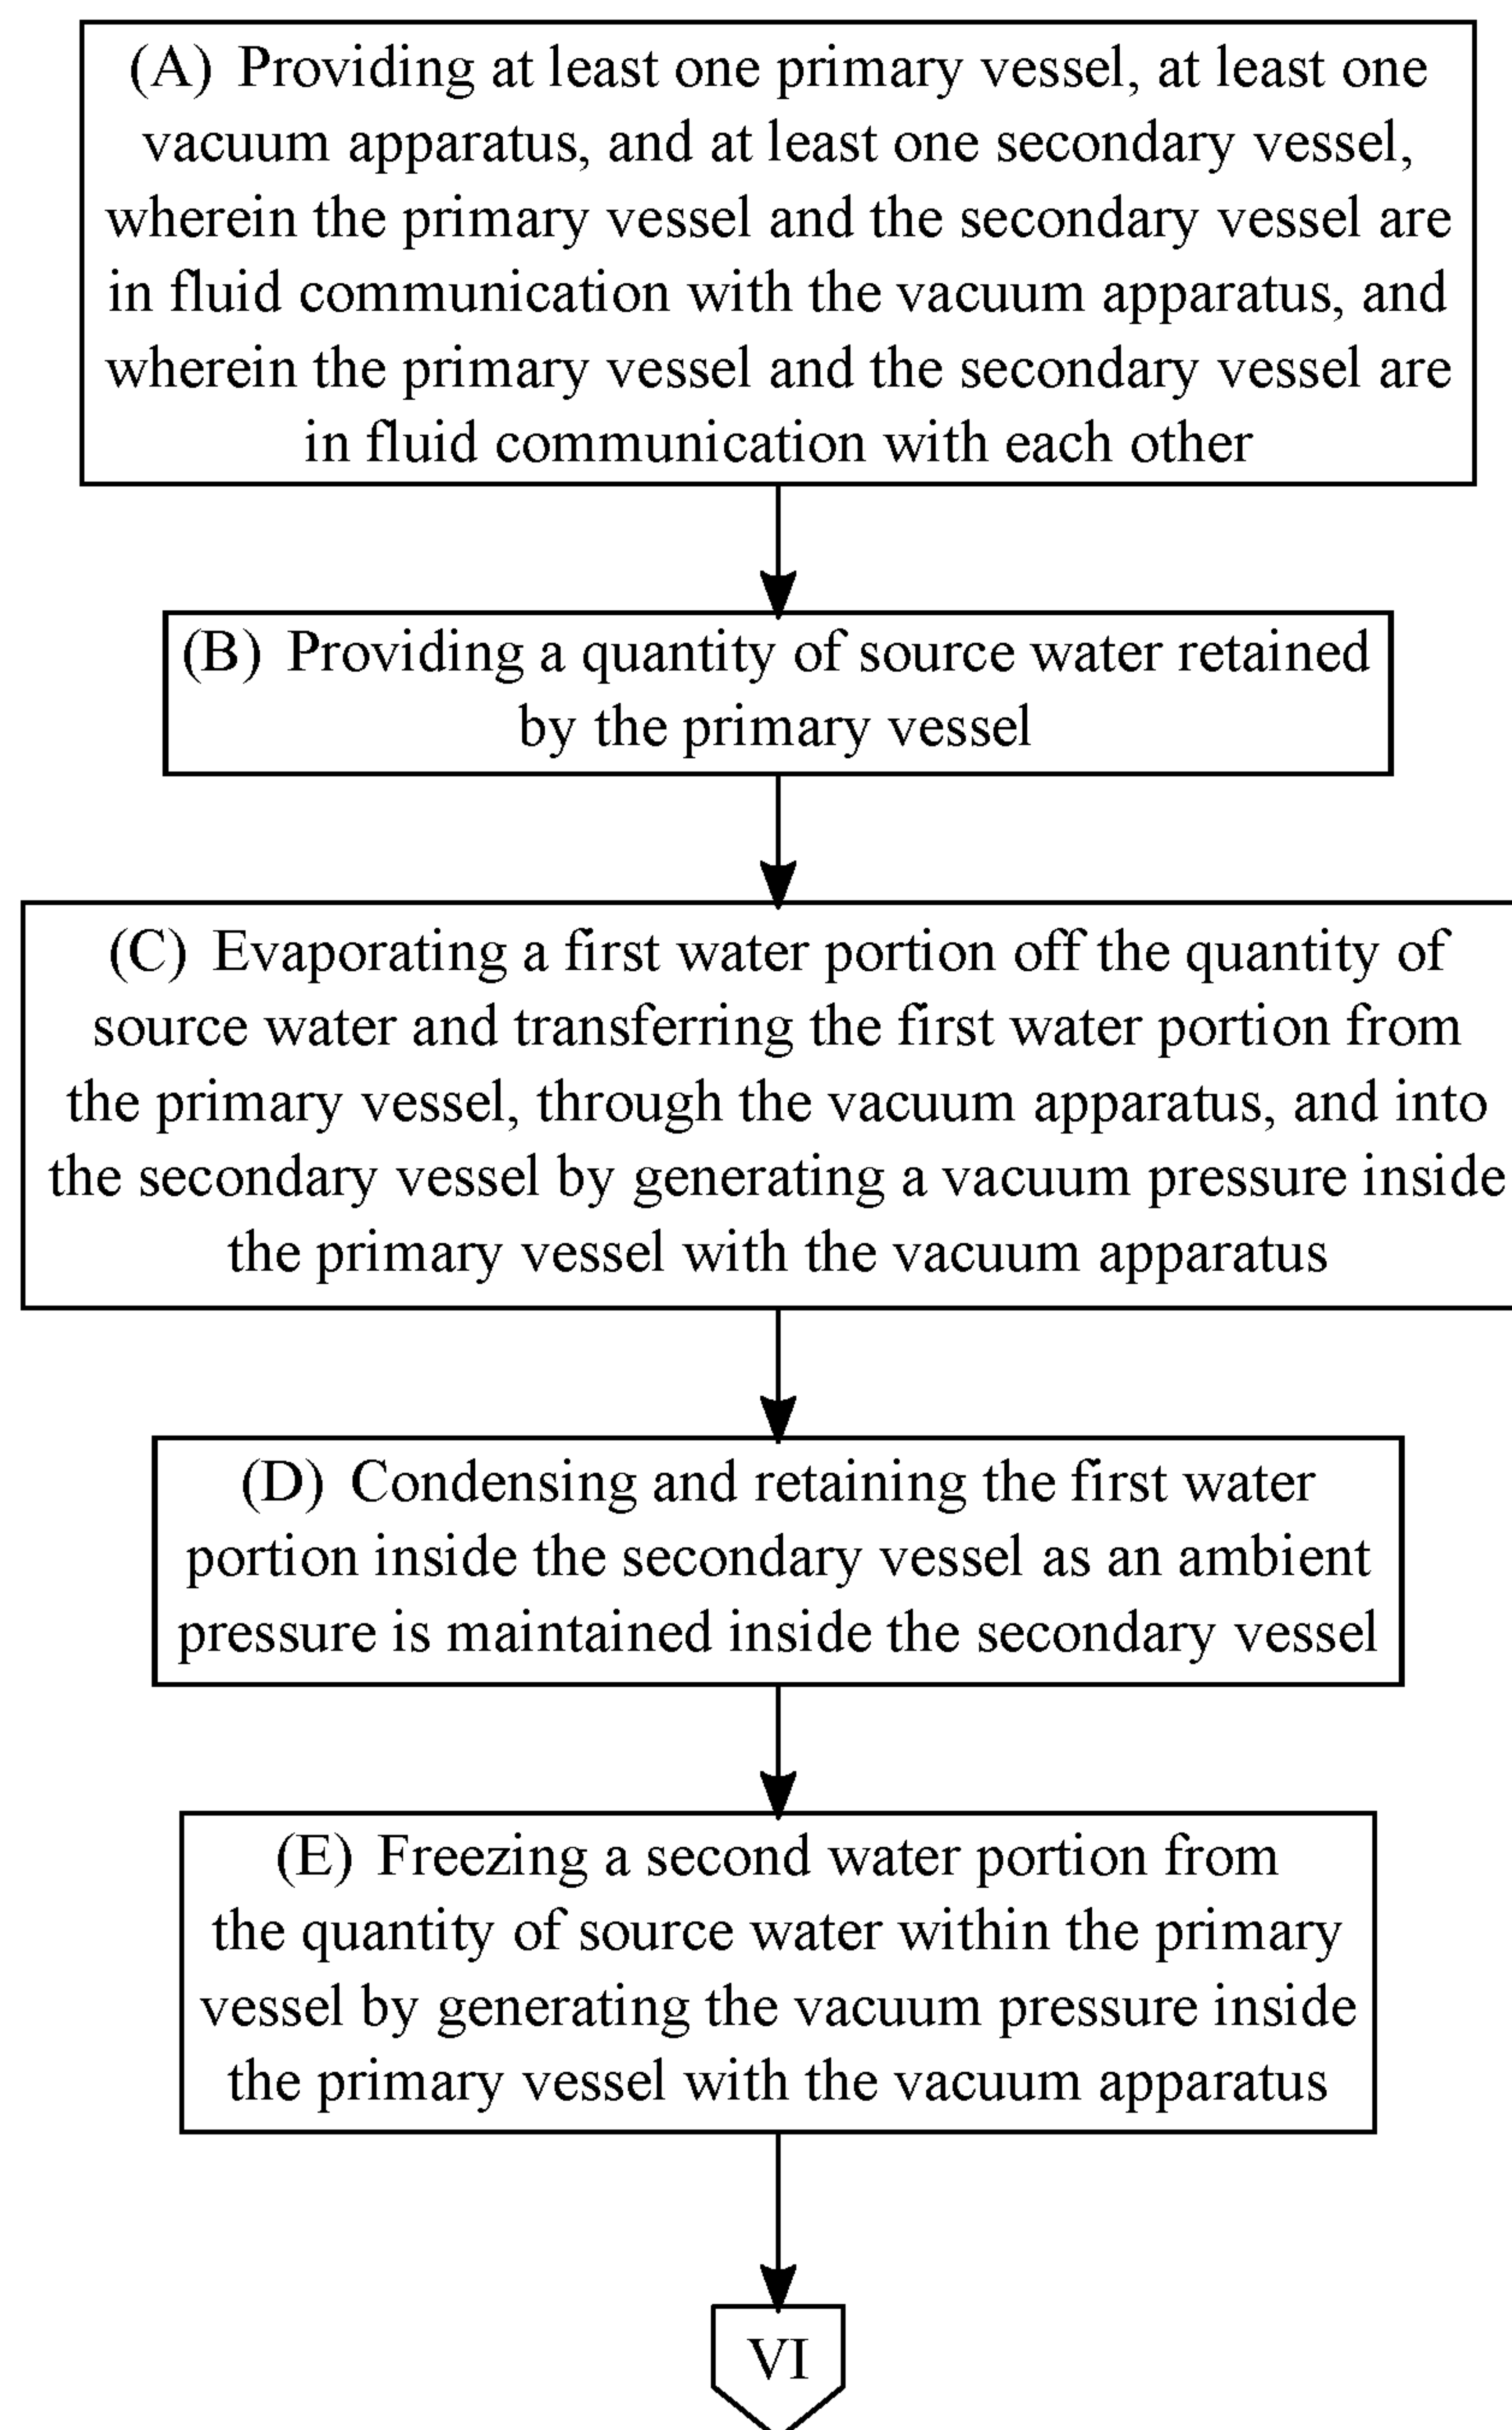 (A) Providing at least one primary vessel, at least one
vacuum apparatus, and at least one secondary vessel,
wherein the primary vessel and the secondary vessel are
in fluid communication with the vacuum apparatus, and
wherein the primary vessel and the secondary vessel are
in fluid communication with each other
(B) Providing a quantity of source water retained
by the primary vessel
(C) Evaporating a first water portion off the quantity of
source water and transferring the first water portion from
the primary vessel, through the vacuum apparatus, and into
the secondary vessel by generating a vacuum pressure inside
the primary vessel with the vacuum apparatus
(D) Condensing and retaining the first water
portion inside the secondary vessel as an ambient
pressure is maintained inside the secondary vessel
(E) Freezing a second water portion from
the quantity of source water within the primary
vessel by generating the vacuum pressure inside
the primary vessel with the vacuum apparatus
VI